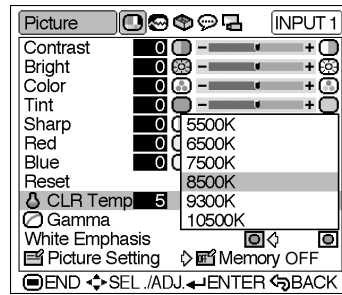 Picture INPUT 1
Contrast 0 - +
Bright 0 - +
Color 0 - +
Tint 0 - +
Sharp 0 5500K
Red 0 6500K
Blue 0 7500K
Reset 8500K
CLR Temp 5 9300K
Gamma 10500K
White Emphasis
Picture Setting OFF Memory OFF
END SEL./ADJ. ENTER BACK